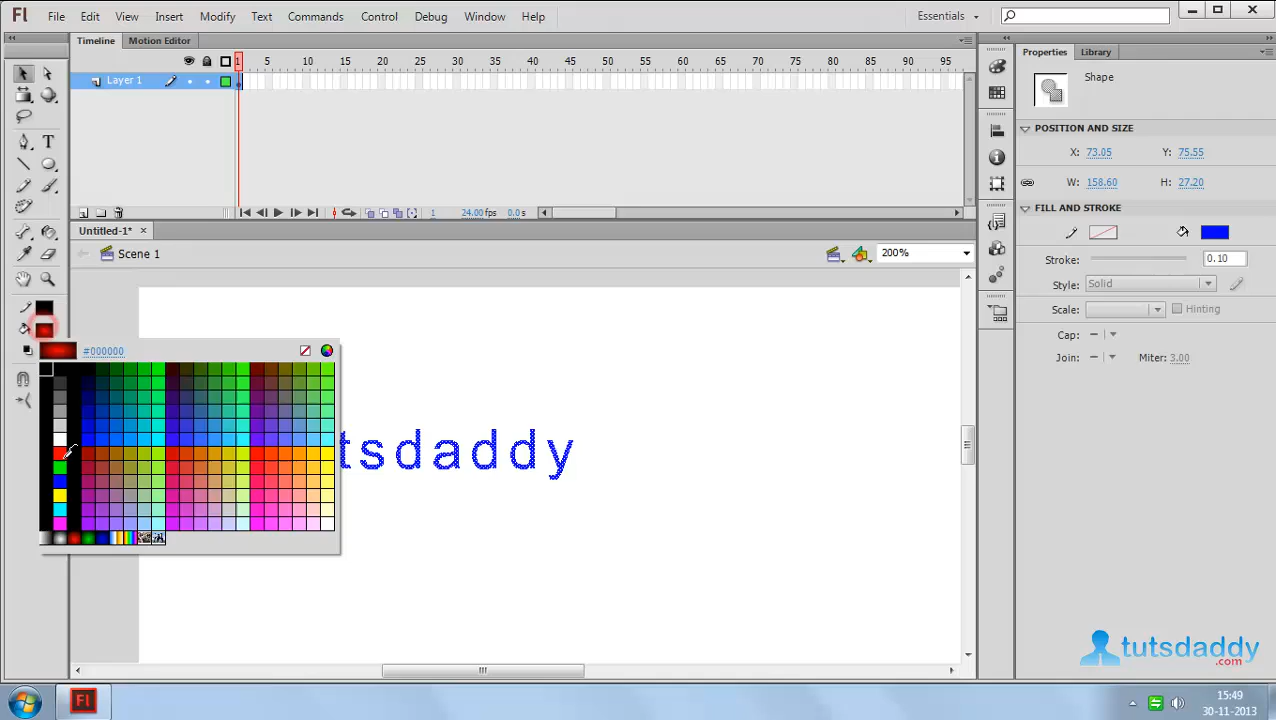 Fl File Edit View Insert Modify Text Commands Control Debug Window Help Essentials
Timeline Motion Editor
1 5 10 15 20 25 30 35 40 45 50 55 60 65 70 75 80 85 90 95
Layer 1
1 24.00 fps 0.0 s
Untitled-1*
Scene 1 200%
#000000
tsdaddy
Properties Library
Shape
POSITION AND SIZE
X: 73.05 Y: 75.55
W: 158.60 H: 27.20
FILL AND STROKE
Stroke: 0.10
Style: Solid
Scale: Hinting
Cap: –
Join: – Miter: 3.00
tutsdaddy
.com
Fl
15:49
30-11-2013